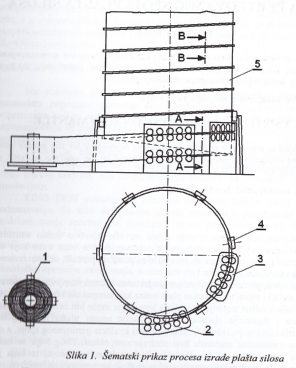 B
B
5
A
A
4
3
1
2
Slika 1. Šematski prikaz procesa izrade plašta silosa